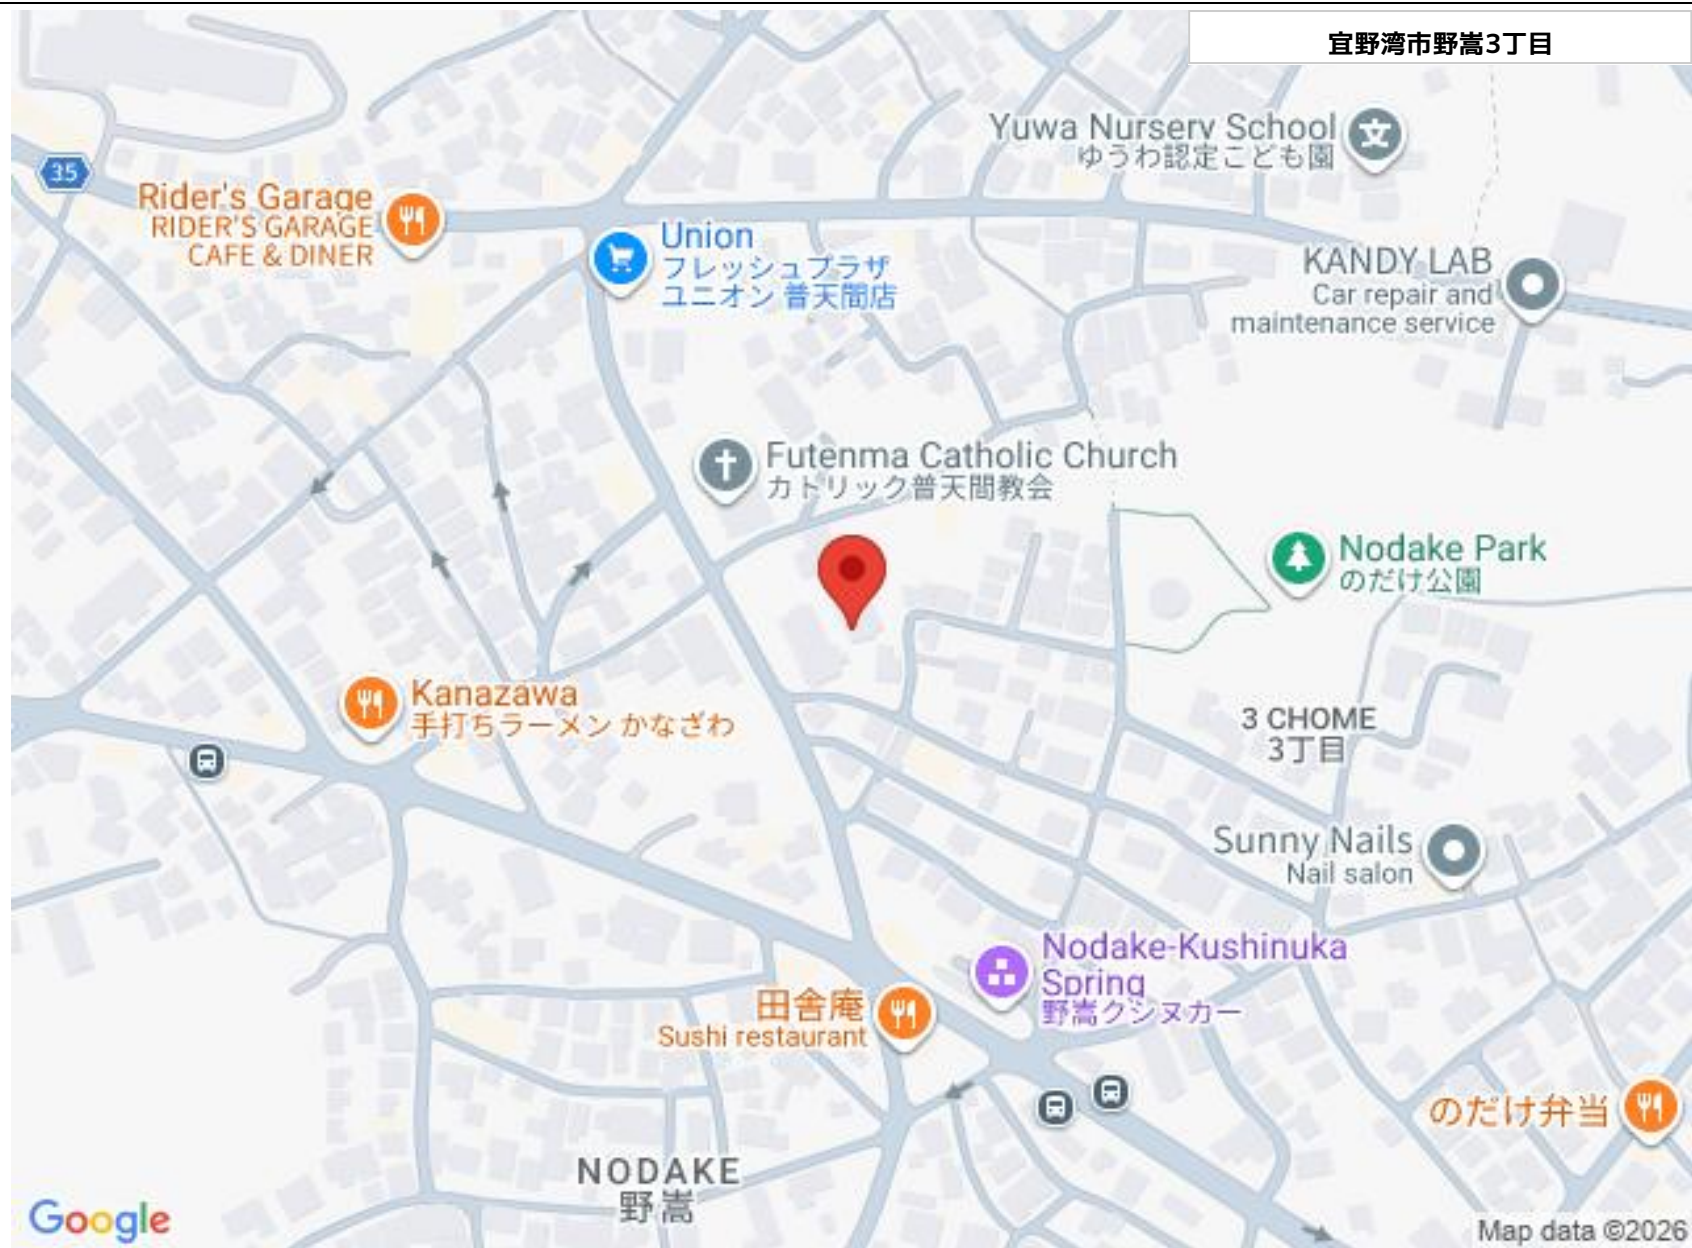 宜野湾市野嵩3丁目
Yuwa Nursery School
ゆうわ認定こども園
35
Rider's Garage
RIDER'S GARAGE
CAFE & DINER
Union
フレッシュプラザ
ユニオン 普天間店
KANDY LAB
Car repair and
maintenance service
Futenma Catholic Church
カトリック普天間教会
Nodake Park
のだけ公園
Kanazawa
手打ちラーメン かなざわ
3 CHOME
3丁目
Sunny Nails
Nail salon
Nodake-Kushinuka
Spring
野嵩クシヌカー
田舎庵
Sushi restaurant
のだけ弁当
NODAKE
野嵩
Google
Map data ©2026